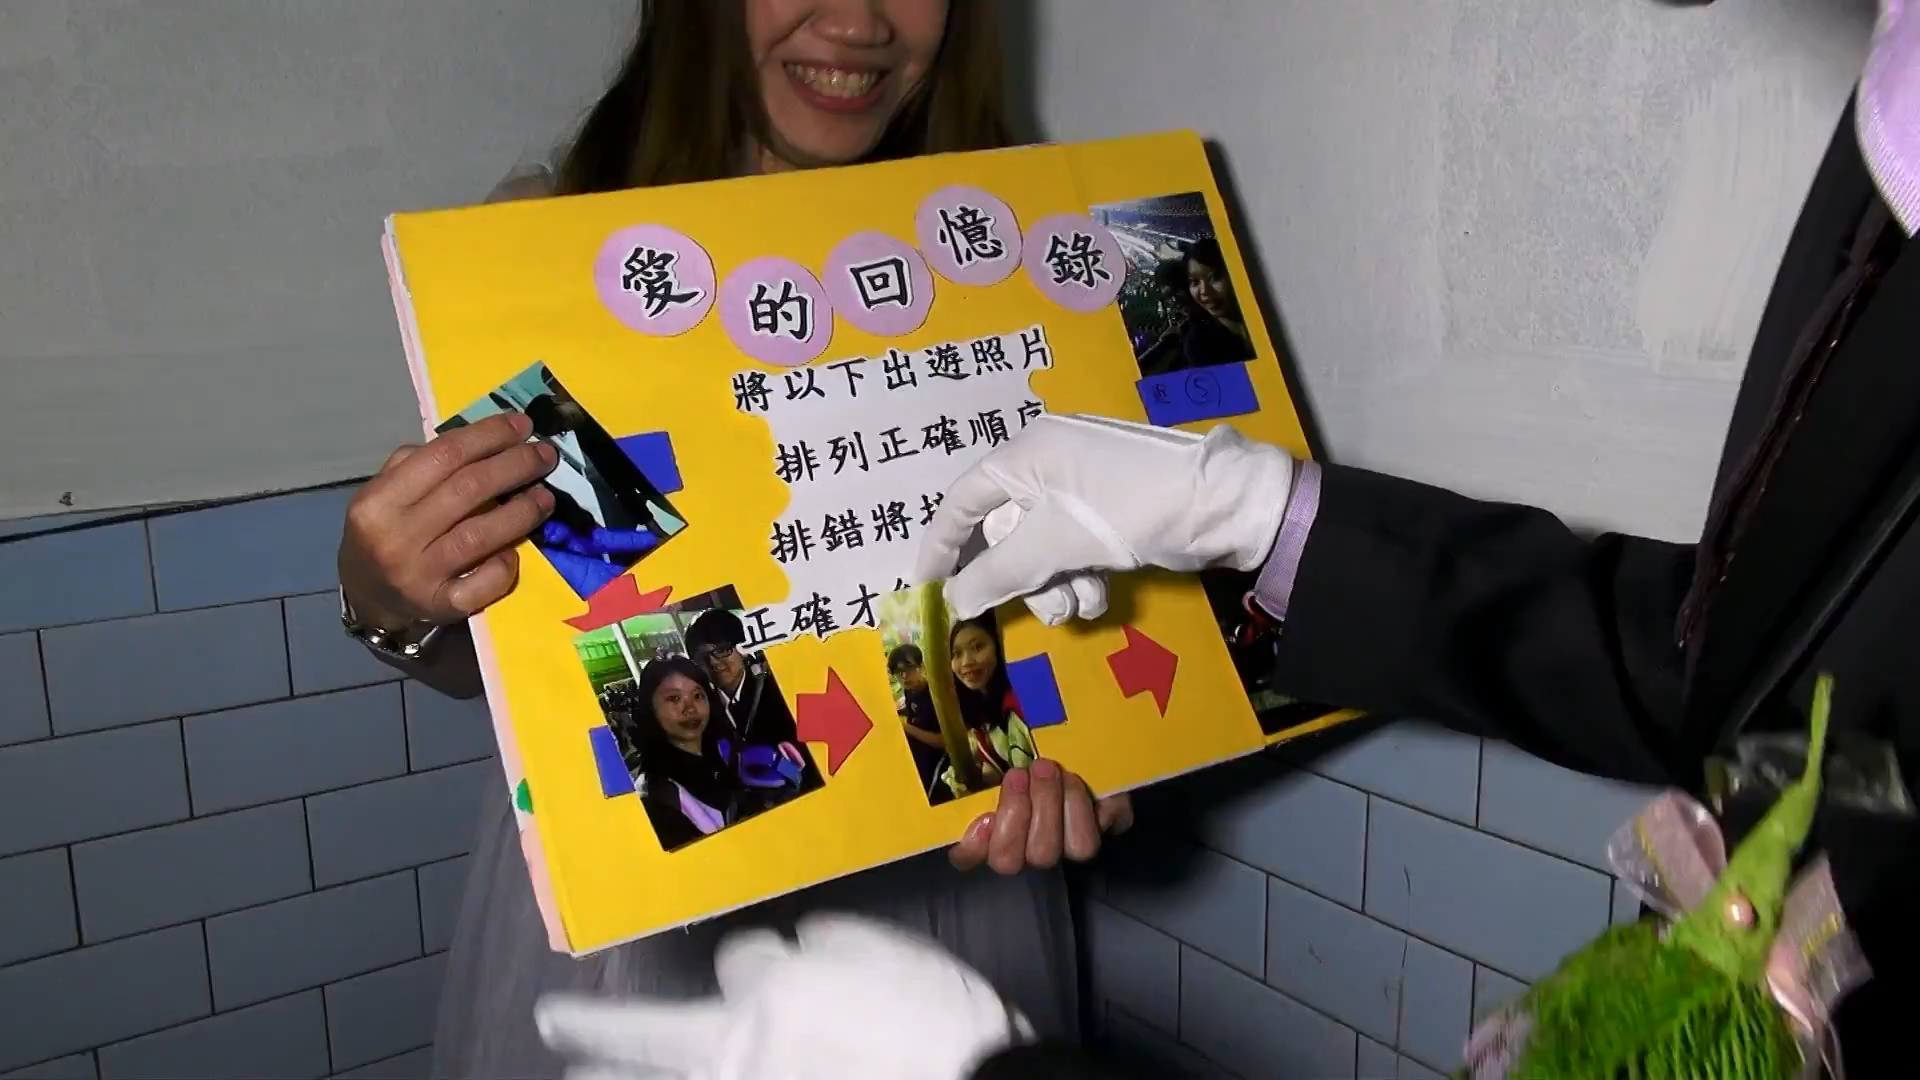 愛的回憶錄
將以下出遊照片
排列正確順
排錯將
正確才
⑤